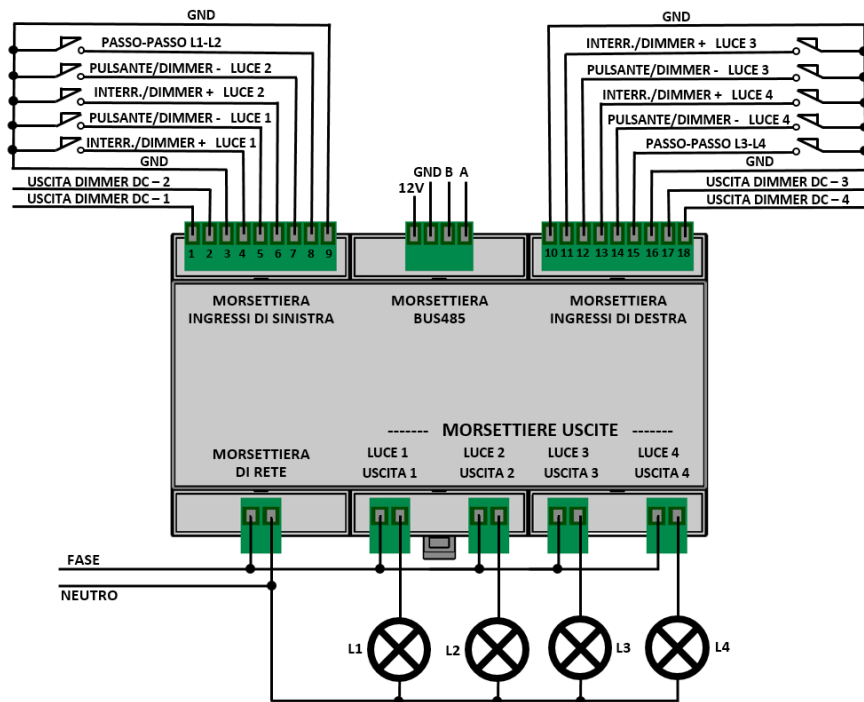 GND
PASSO-PASSO L1-L2
PULSANTE/DIMMER - LUCE 2
INTERR./DIMMER + LUCE 2
PULSANTE/DIMMER - LUCE 1
INTERR./DIMMER + LUCE 1
GND
USCITA DIMMER DC – 2
USCITA DIMMER DC – 1
12V GND B A
GND
INTERR./DIMMER + LUCE 3
PULSANTE/DIMMER - LUCE 3
INTERR./DIMMER + LUCE 4
PULSANTE/DIMMER - LUCE 4
PASSO-PASSO L3-L4
GND
USCITA DIMMER DC – 3
USCITA DIMMER DC – 4
1 2 3 4 5 6 7 8 9
10 11 12 13 14 15 16 17 18
MORSETTIERA
INGRESSI DI SINISTRA
MORSETTIERA
BUS485
MORSETTIERA
INGRESSI DI DESTRA
------- MORSETTIERE USCITE -------
MORSETTIERA
DI RETE
LUCE 1
USCITA 1
LUCE 2
USCITA 2
LUCE 3
USCITA 3
LUCE 4
USCITA 4
FASE
NEUTRO
L1 L2 L3 L4